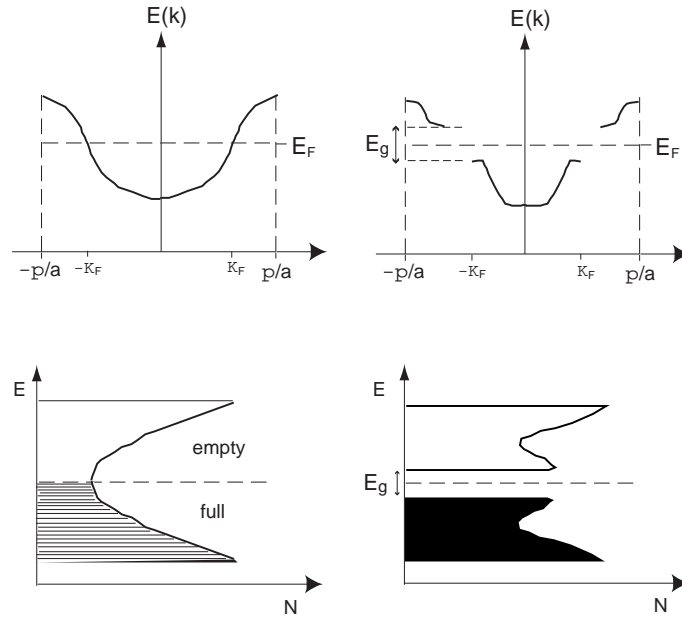 E(k)
E_F
-p/a
-K_F
K_F
p/a
E(k)
E_g
E_F
-p/a
-K_F
K_F
p/a
E
empty
full
N
E
E_g
N